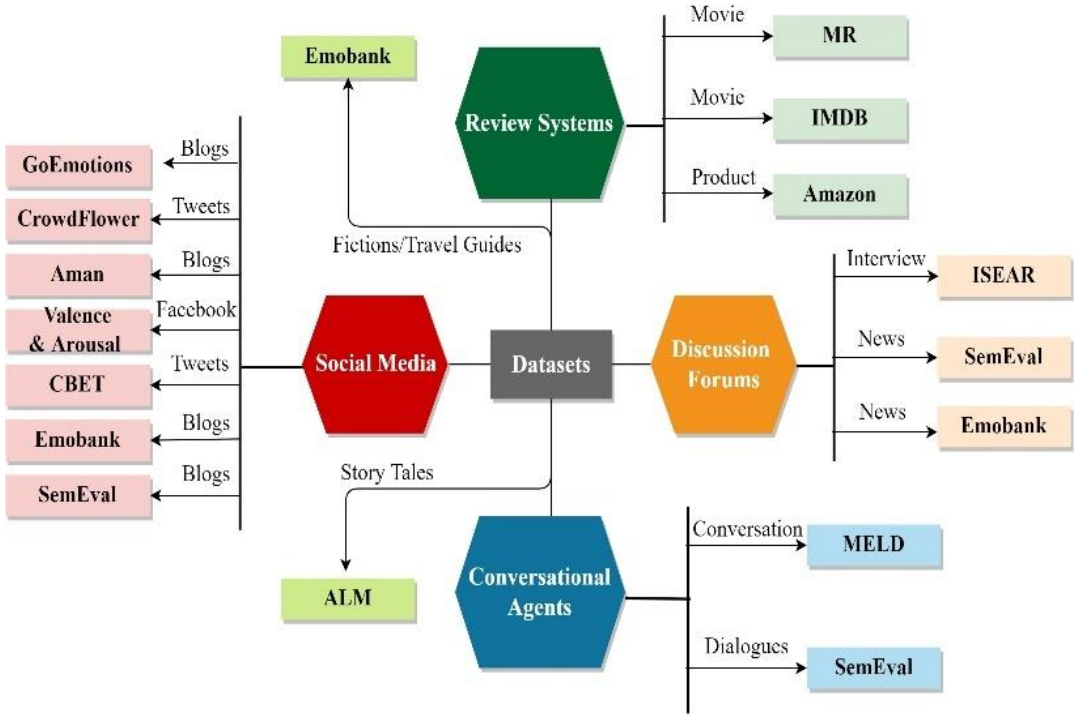 Emobank
Fictions/Travel Guides
Review Systems
Movie
MR
Movie
IMDB
Product
Amazon
Blogs
GoEmotions
Tweets
CrowdFlower
Blogs
Aman
Facebook
Valence
& Arousal
Tweets
CBET
Blogs
Emobank
Blogs
SemEval
Social Media
Datasets
Discussion
Forums
Interview
ISEAR
News
SemEval
News
Emobank
Story Tales
ALM
Conversational
Agents
Conversation
MELD
Dialogues
SemEval